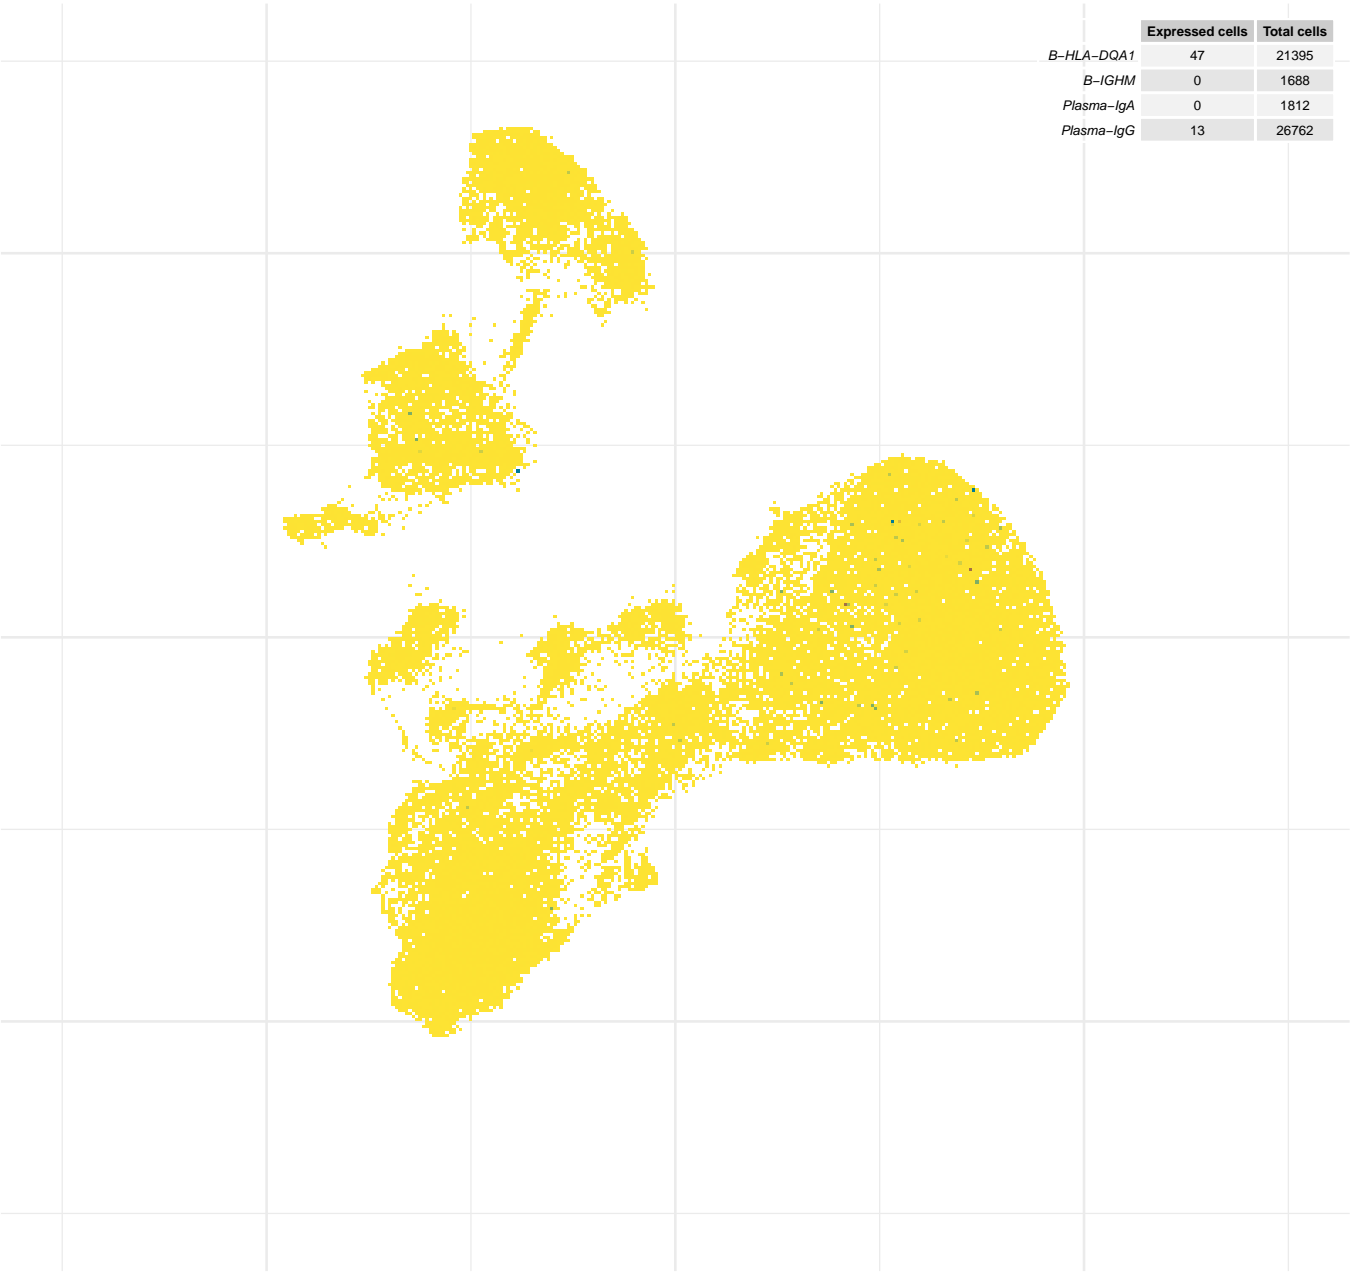 Expressed cells Total cells
B−HLA−DQA1 47 21395
B−IGHM 0 1688
Plasma−IgA 0 1812
Plasma−IgG 13 26762